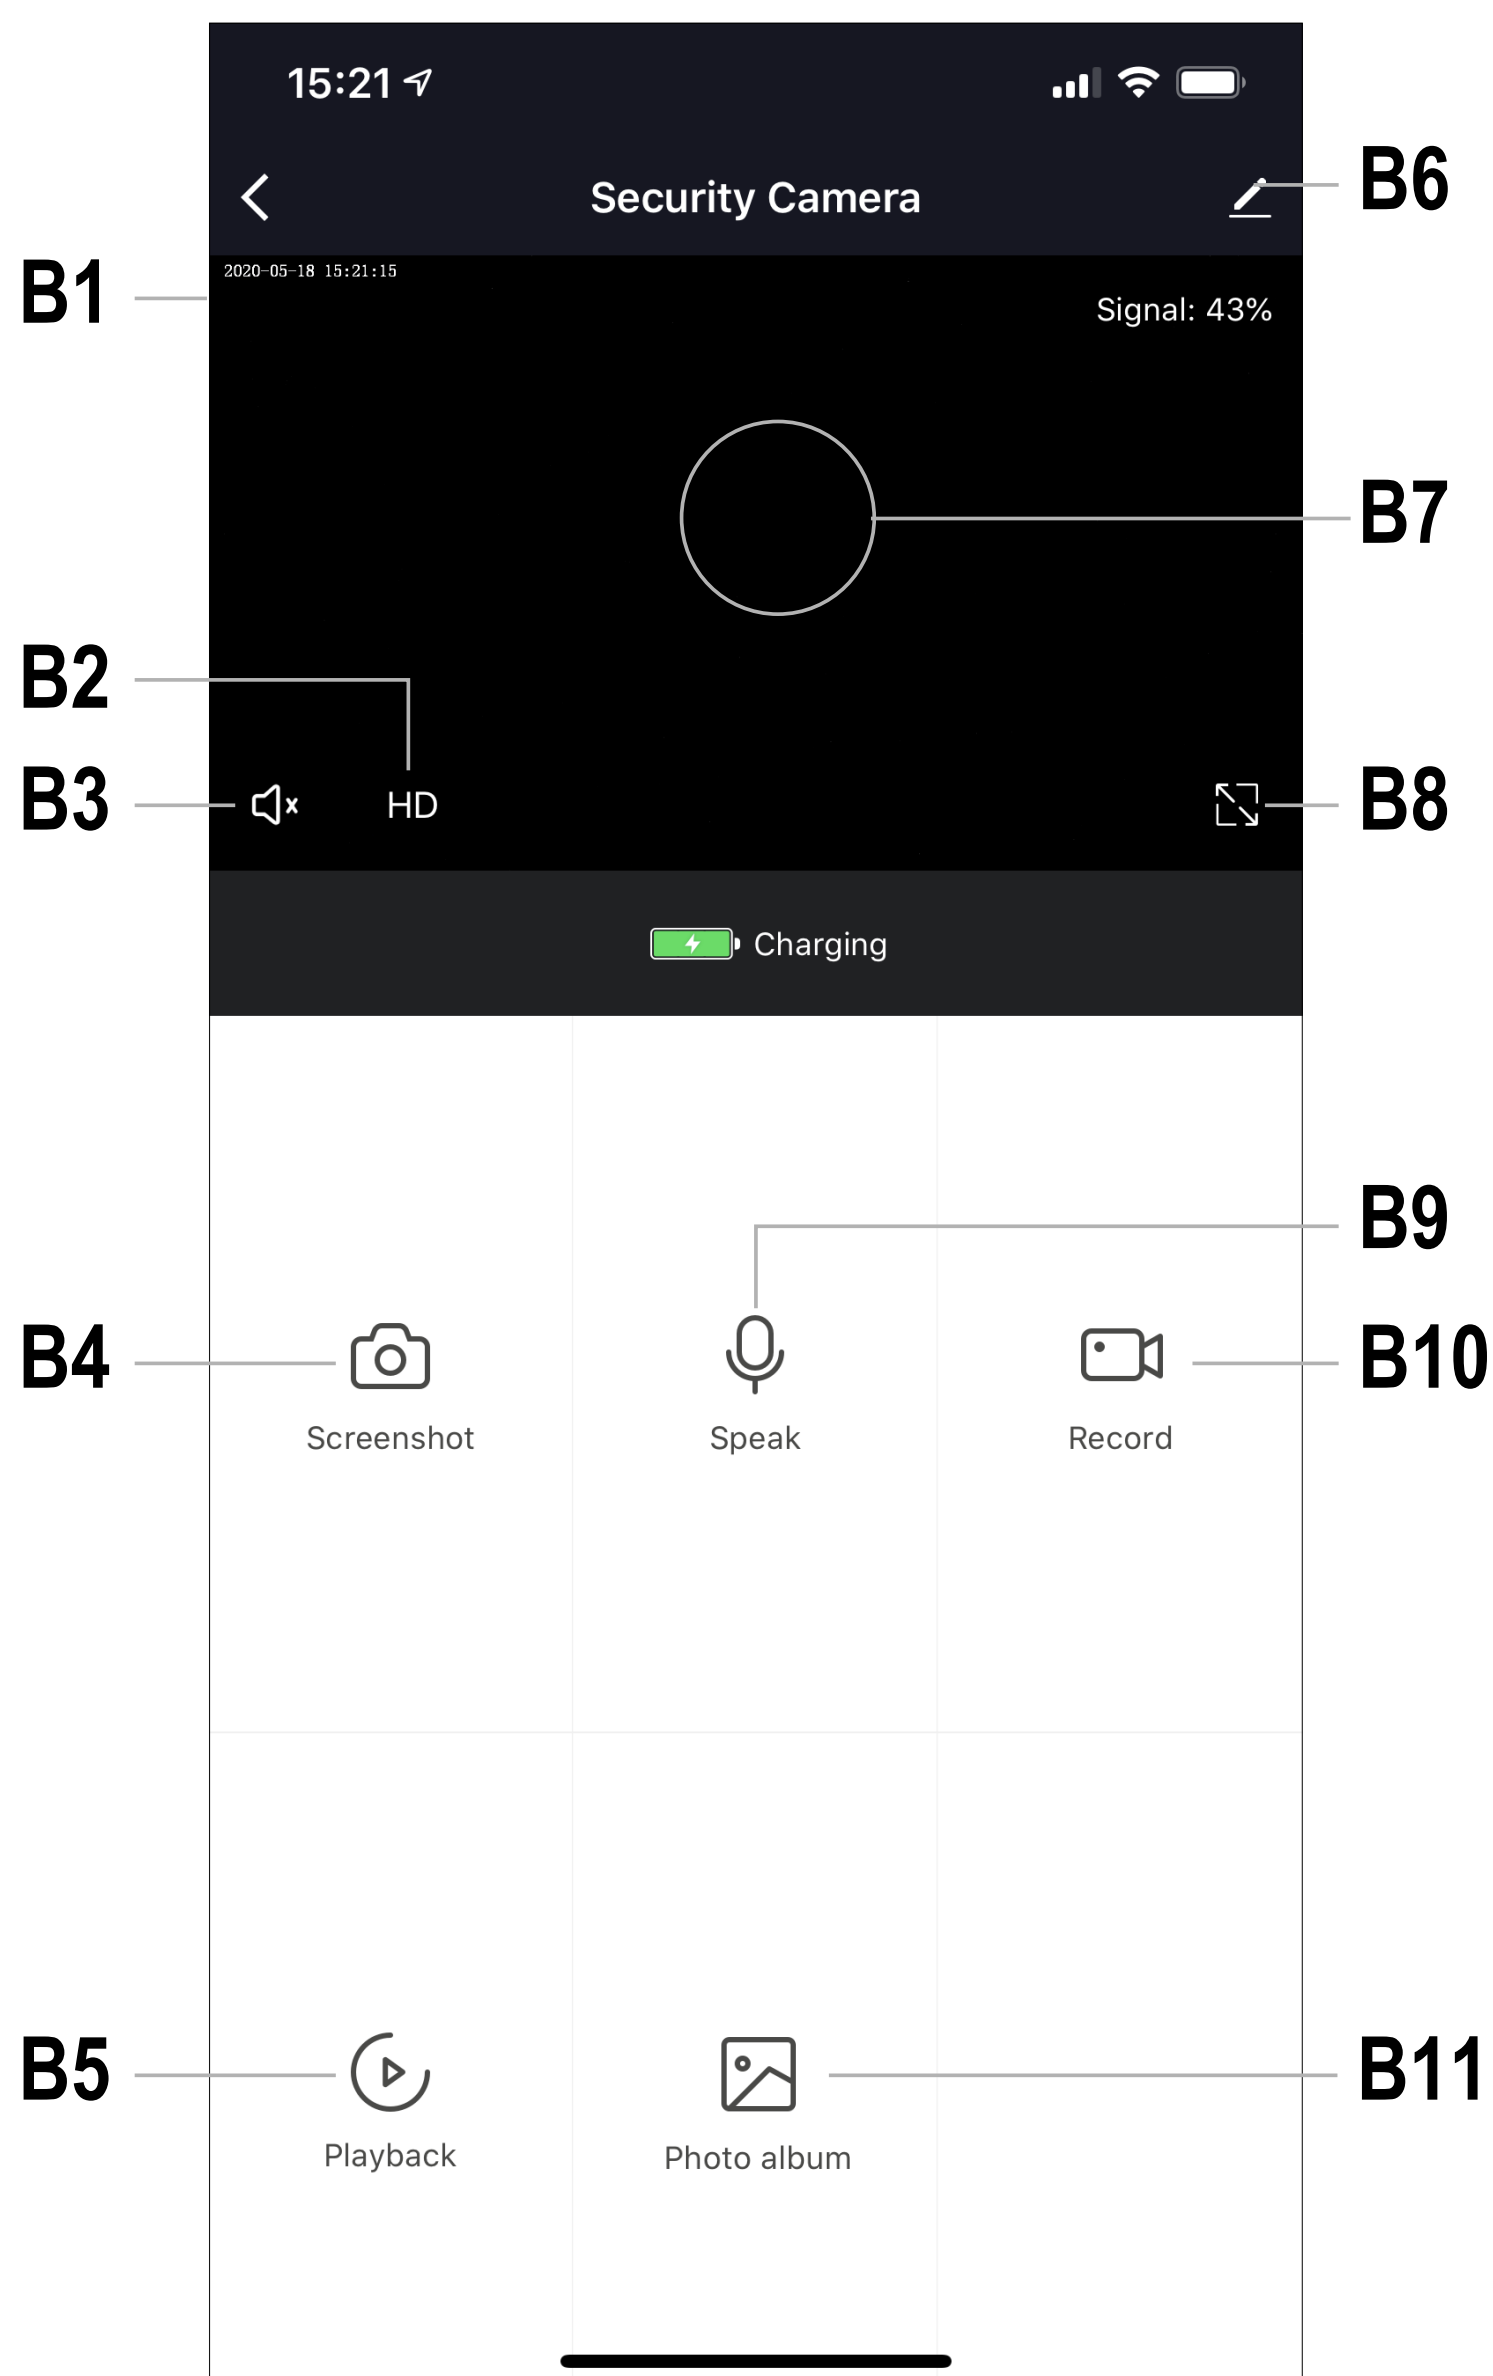 15:21
B6
Security Camera
B1
2020-05-18 15:21:15
Signal: 43%
B7
B2
B3
HD
B8
Charging
B9
B4
B10
Screenshot
Speak
Record
B5
B11
Playback
Photo album